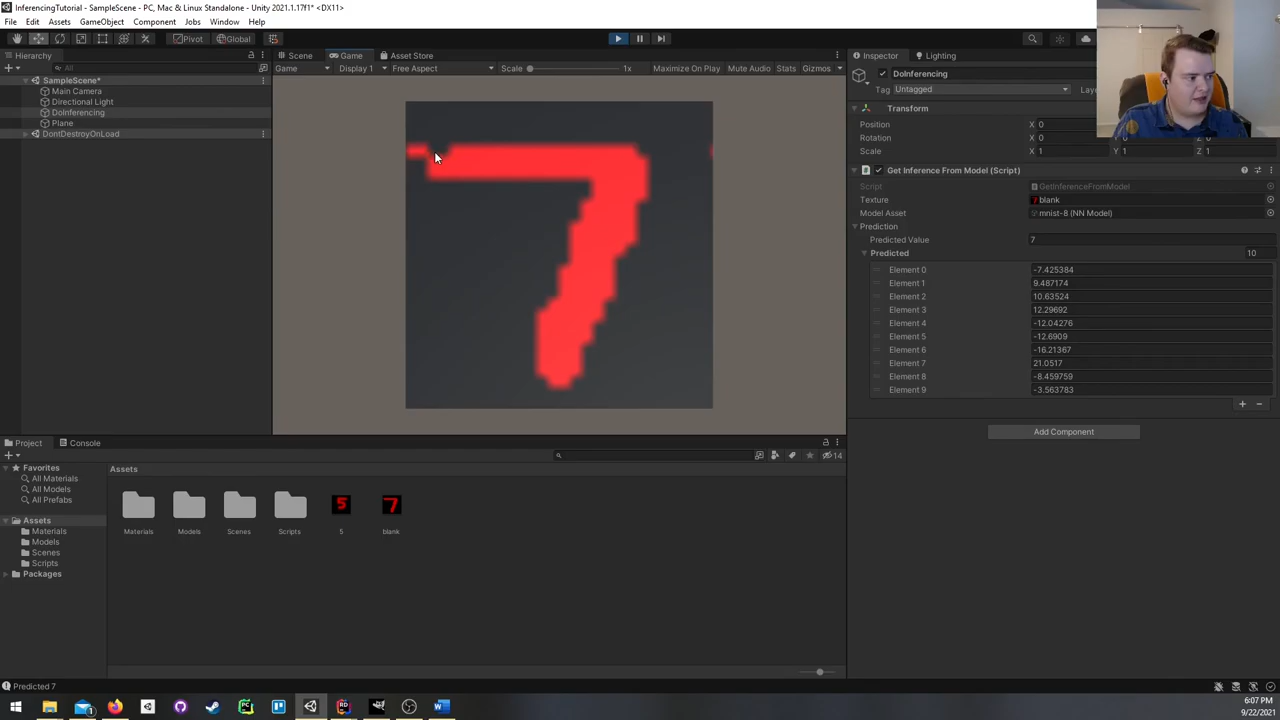 InferencingTutorial - SampleScene - PC, Mac & Linux Standalone - Unity 2021.1.17f1* <DX11>
File Edit Assets GameObject Component Jobs Window Help
Pivot Global
Hierarchy
All
SampleScene*
Main Camera
Directional Light
DoInferencing
Plane
DontDestroyOnLoad
Scene Game Asset Store
Game Display 1 Free Aspect Scale 1x Maximize On Play Mute Audio Stats Gizmos
7
Inspector Lighting
DoInferencing
Tag Untagged
Transform
Position X 0
Rotation X 0
Scale X 1 Y 1 Z 1
Get Inference From Model (Script)
Script GetInferenceFromModel
Texture blank
Model Asset mnist-8 (NN Model)
Prediction
Predicted Value 7
Predicted 10
Element 0 -7.425384
Element 1 9.487174
Element 2 10.63524
Element 3 12.29692
Element 4 -12.04276
Element 5 -12.6909
Element 6 -16.21367
Element 7 21.0517
Element 8 -8.459759
Element 9 -3.563783
Add Component
Project Console
14
Favorites
All Materials
All Models
All Prefabs
Assets
Materials
Models
Scenes
Scripts
Packages
Assets
5 7
Materials Models Scenes Scripts 5 blank
Predicted 7
6:07 PM
9/22/2021